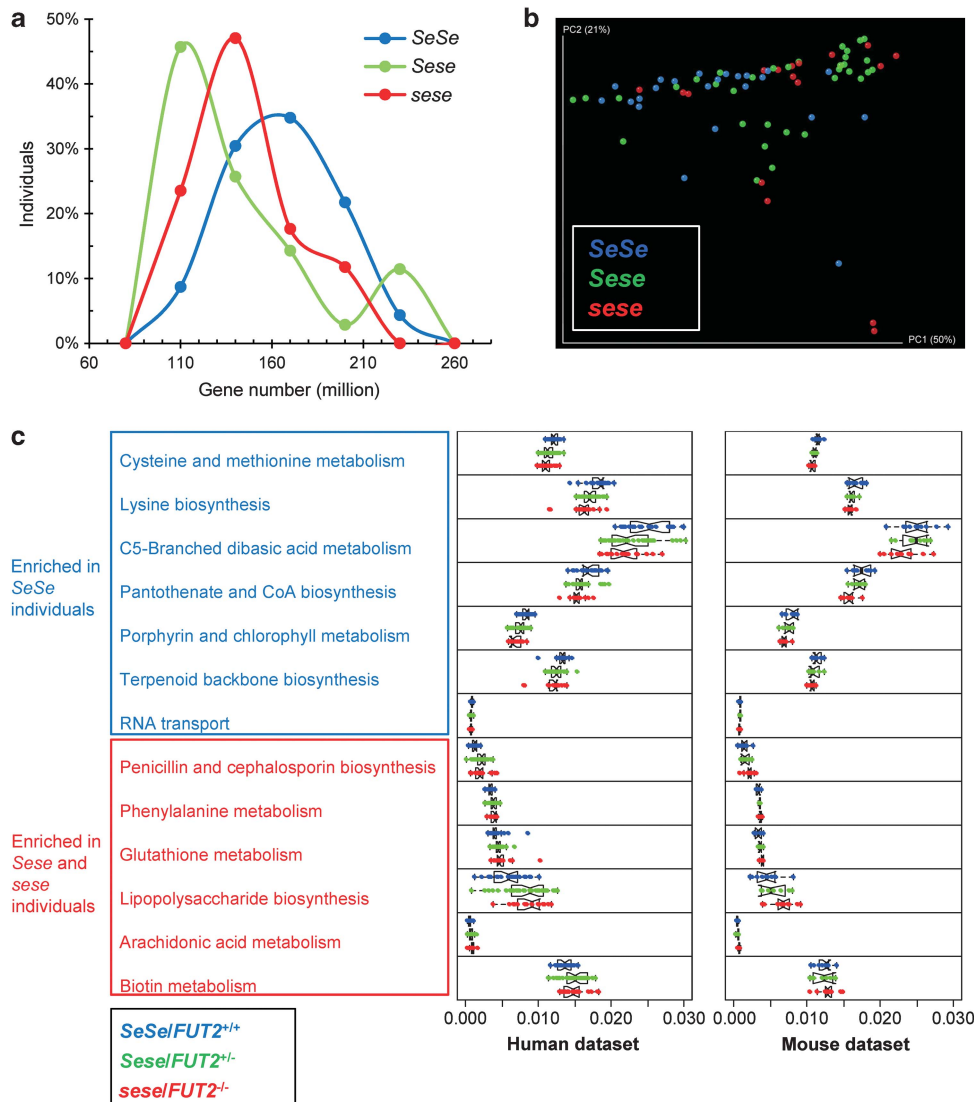 a
50%
40%
30%
20%
10%
0%
Individuals
60
110
160
210
260
Gene number (million)
SeSe
Sese
sese
b
PC2 (21%)
SeSe
Sese
sese
PC1 (50%)
c
Enriched in
SeSe
individuals
Cysteine and methionine metabolism
Lysine biosynthesis
C5-Branched dibasic acid metabolism
Pantothenate and CoA biosynthesis
Porphyrin and chlorophyll metabolism
Terpenoid backbone biosynthesis
RNA transport
Enriched in
Sese and
sese
individuals
Penicillin and cephalosporin biosynthesis
Phenylalanine metabolism
Glutathione metabolism
Lipopolysaccharide biosynthesis
Arachidonic acid metabolism
Biotin metabolism
0.000 0.010 0.020 0.030
Human dataset
0.000 0.010 0.020 0.030
Mouse dataset
SeSe/FUT2+/+
Sese/FUT2+/-
sese/FUT2-/-